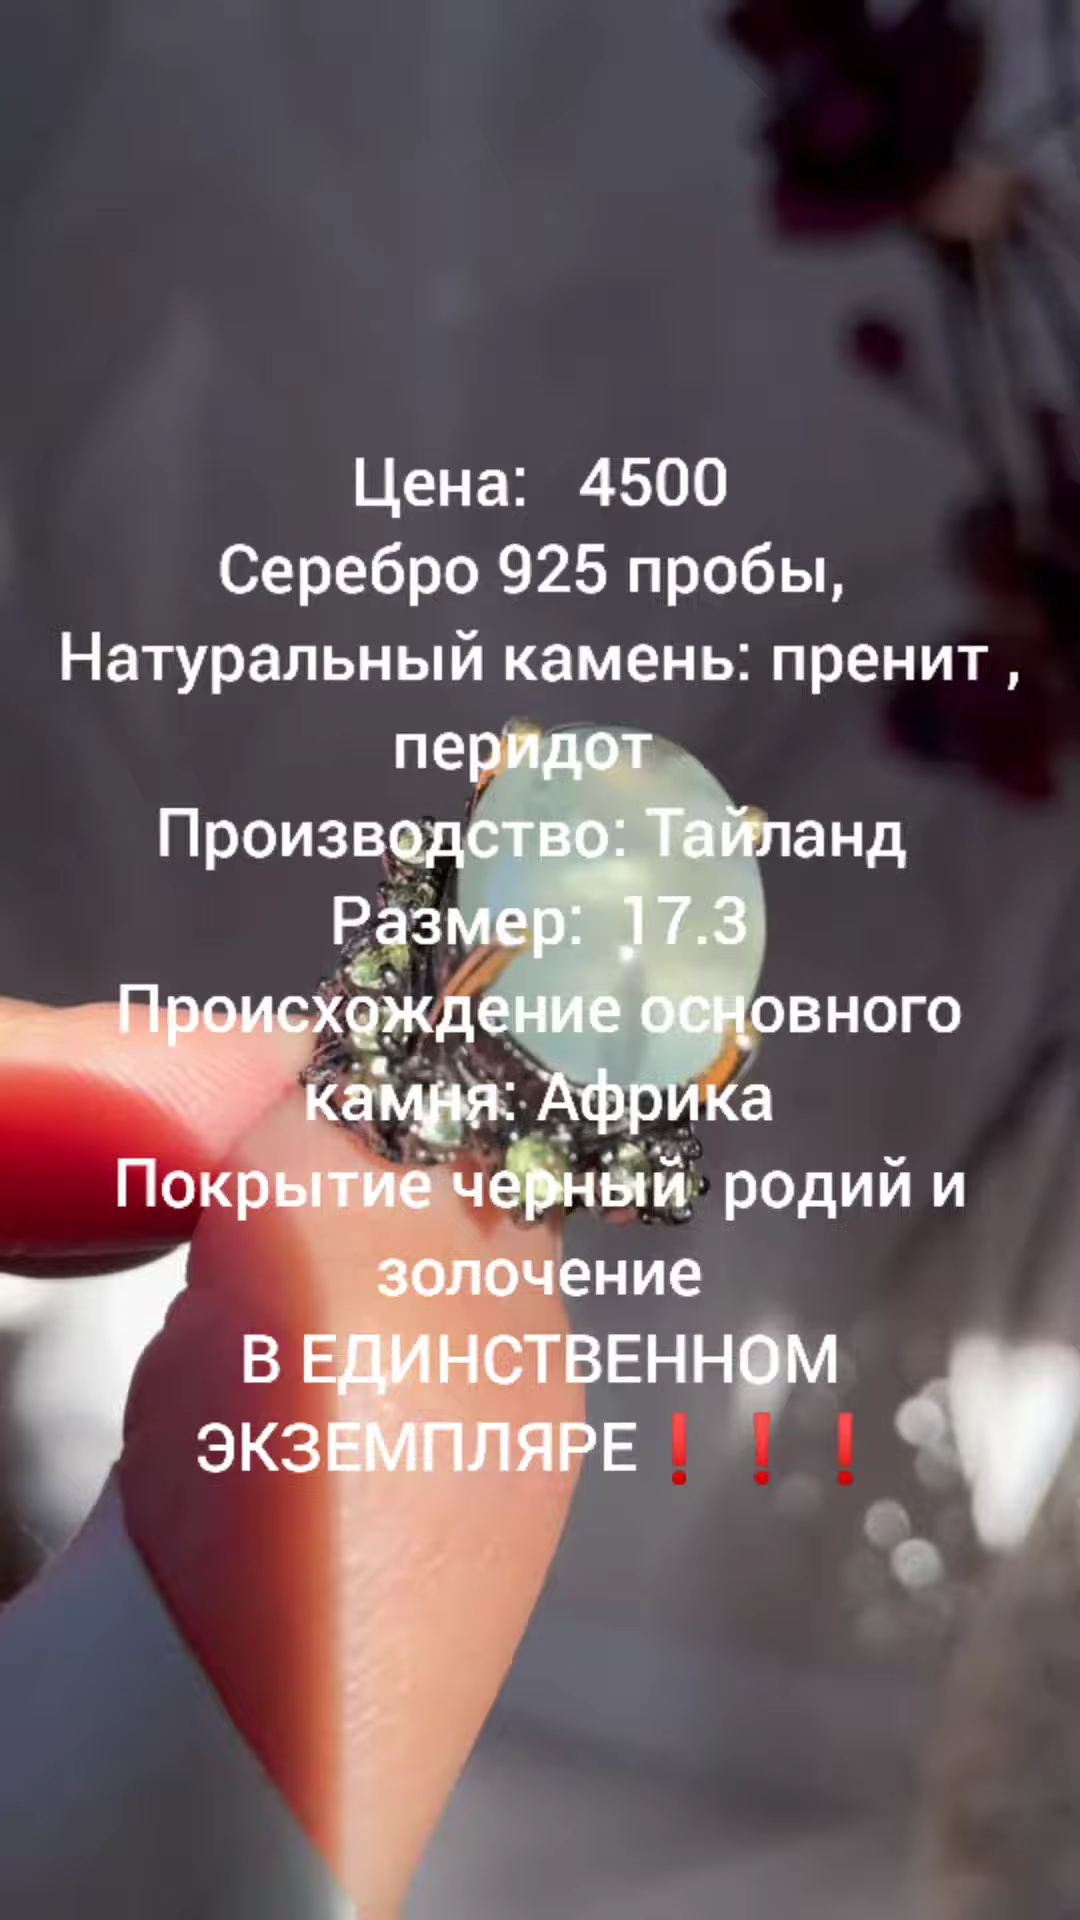 Цена: 4500
Серебро 925 пробы,
Натуральный камень: пренит ,
перидот
Производство: Тайланд
Размер: 17.3
Происхождение основного
камня: Африка
Покрытие черный родий и
золочение
В ЕДИНСТВЕННОМ
ЭКЗЕМПЛЯРЕ❗❗❗